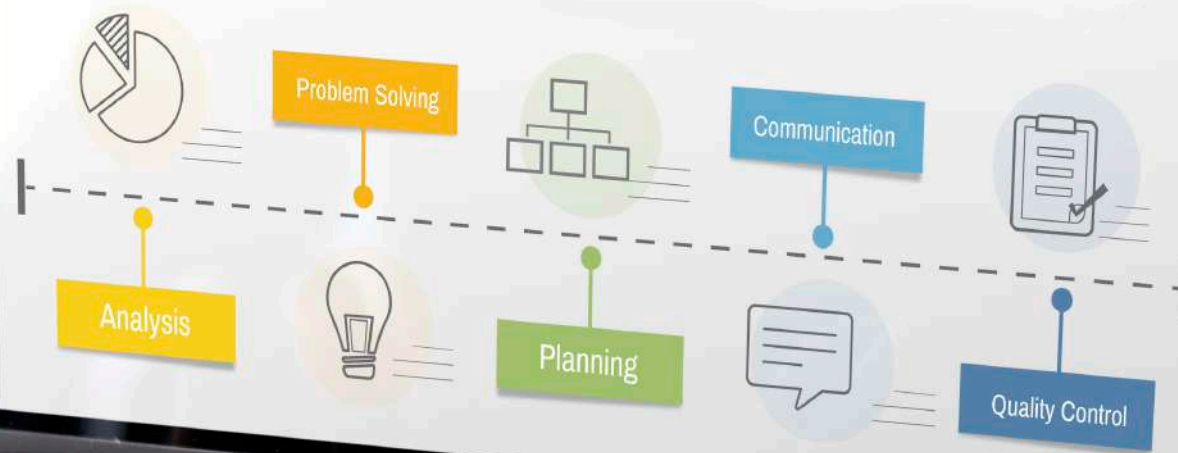 Analysis
Problem Solving
Planning
Communication
Quality Control